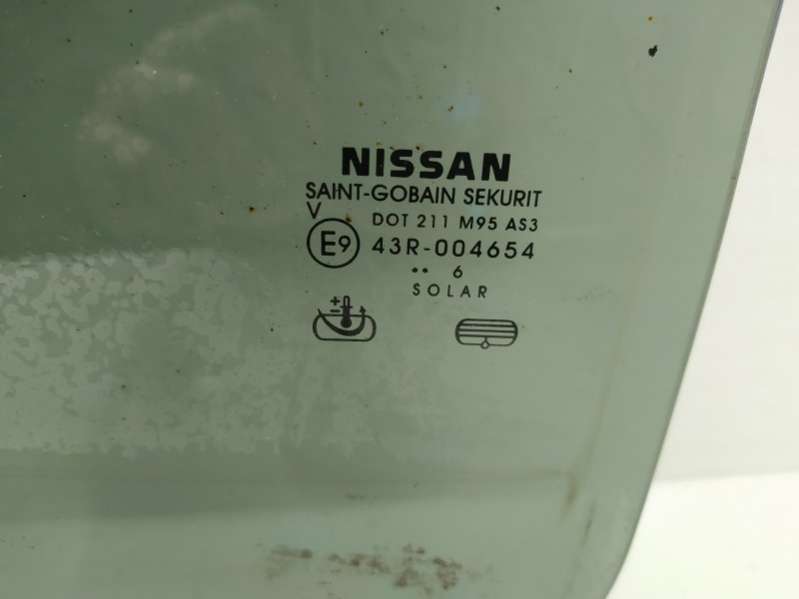 NISSAN
SAINT-GOBAIN SEKURIT
V
DOT 211 M95 AS3
E9 43R-004654
•• 6
SOLAR
+
-